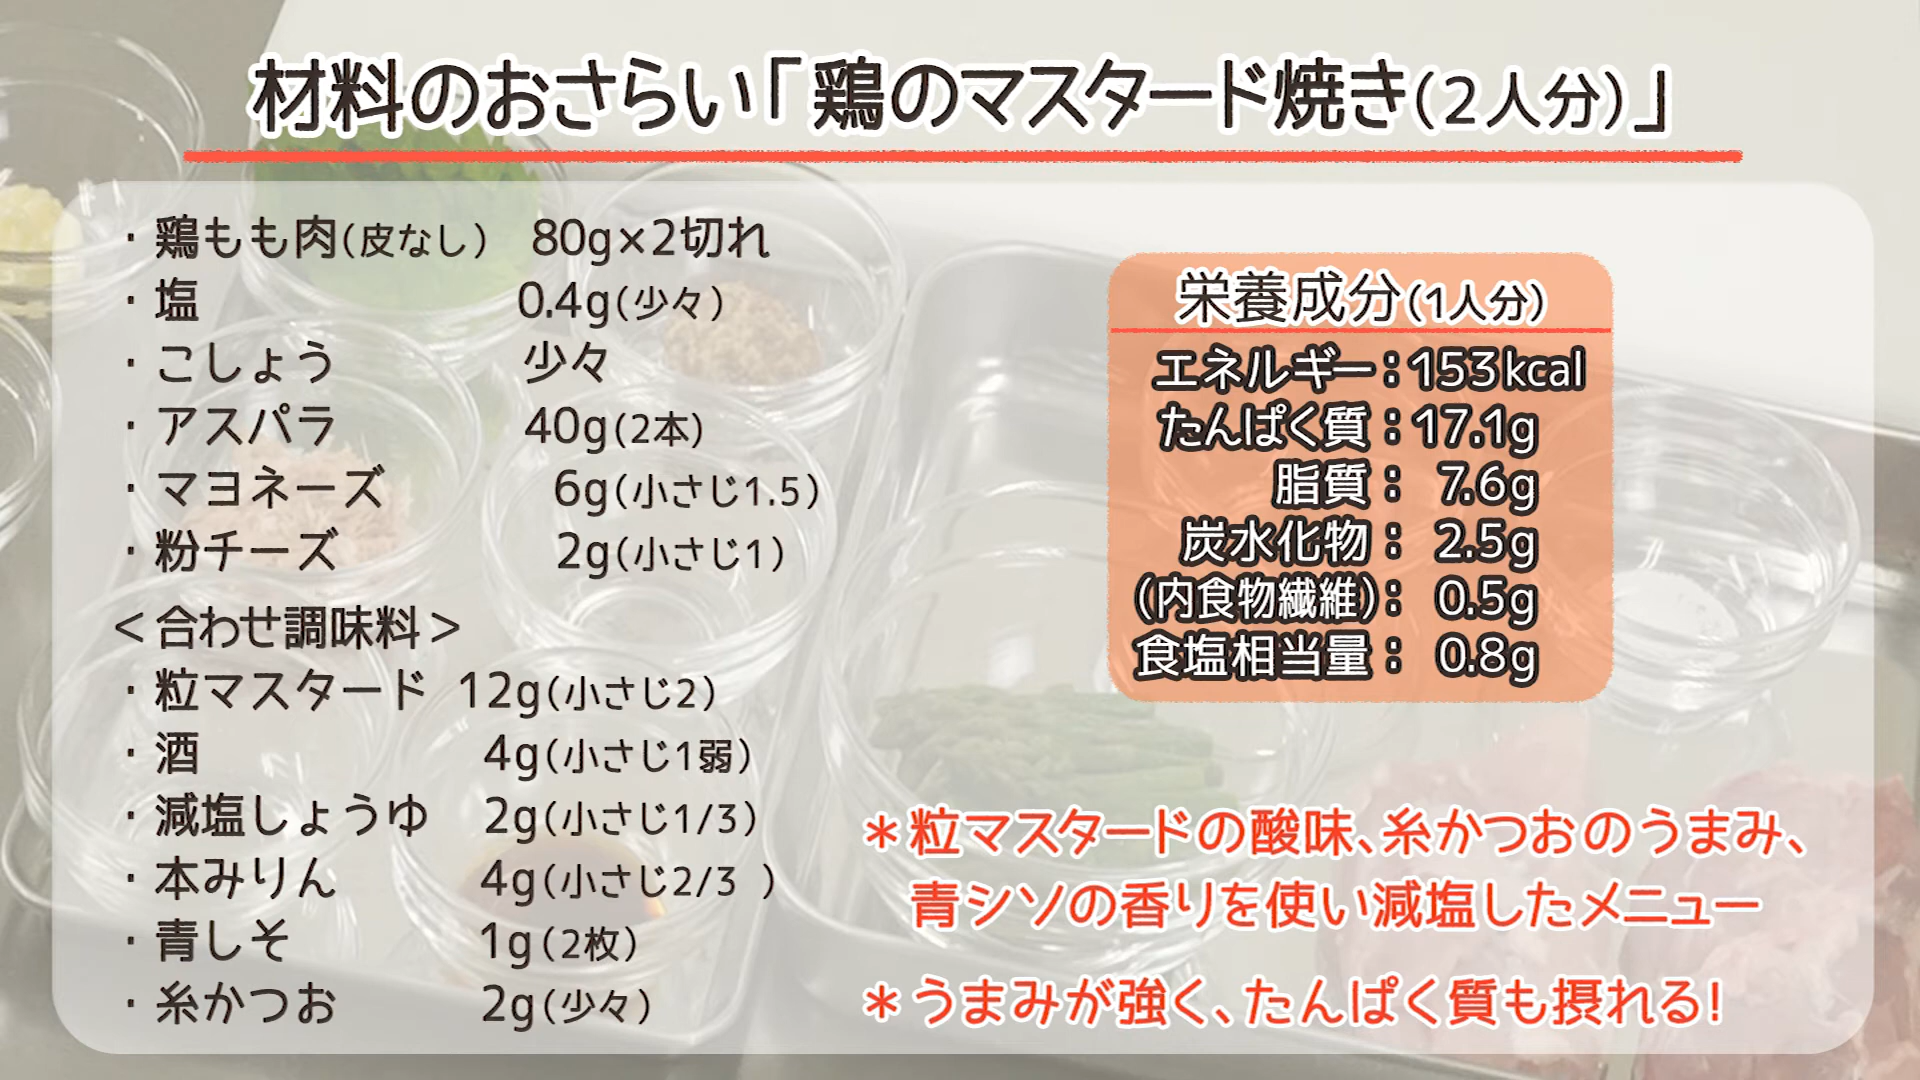 材料のおさらい「鶏のマスタード焼き(2人分)」
・鶏もも肉(皮なし) 80g×2切れ
・塩 0.4g(少々)
・こしょう 少々
・アスパラ 40g(2本)
・マヨネーズ 6g(小さじ1.5)
・粉チーズ 2g(小さじ1)
<合わせ調味料>
・粒マスタード 12g(小さじ2)
・酒 4g(小さじ1弱)
・減塩しょうゆ 2g(小さじ1/3)
・本みりん 4g(小さじ2/3 )
・青しそ 1g(2枚)
・糸かつお 2g(少々)
栄養成分(1人分)
エネルギー:153kcal
たんぱく質:17.1g
脂質: 7.6g
炭水化物: 2.5g
(内食物繊維): 0.5g
食塩相当量: 0.8g
*粒マスタードの酸味、糸かつおのうまみ、
青シソの香りを使い減塩したメニュー
*うまみが強く、たんぱく質も摂れる!